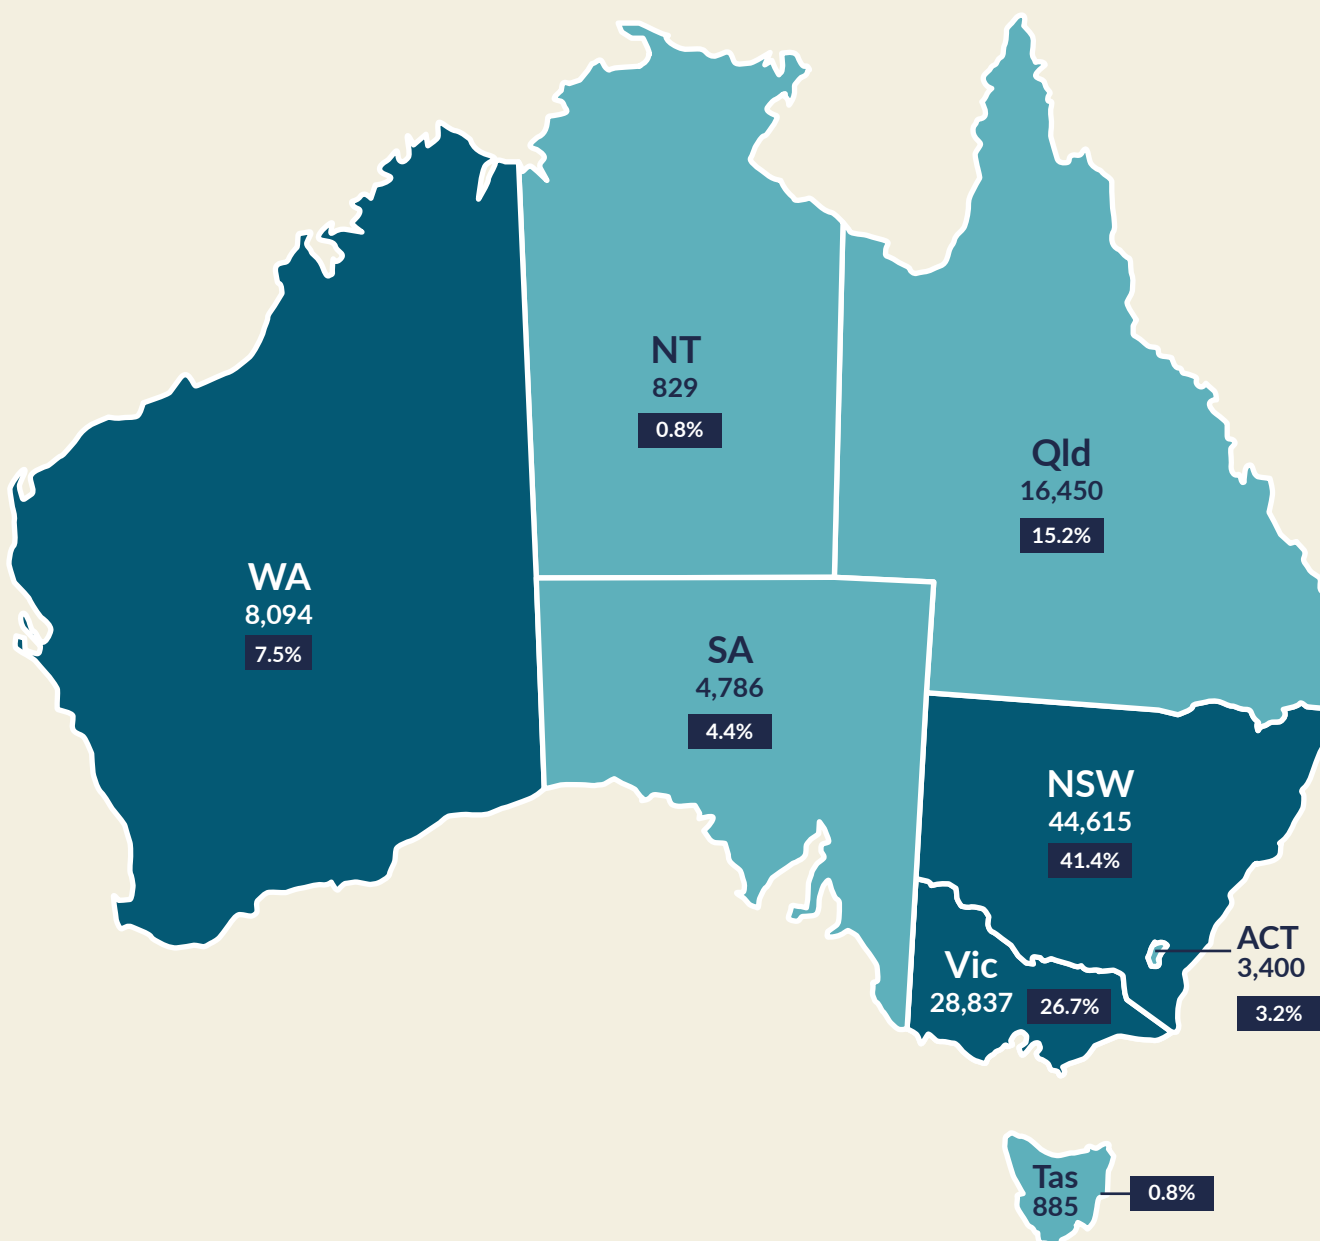 NT
829
0.8%
Qld
16,450
15.2%
WA
8,094
7.5%
SA
4,786
4.4%
NSW
44,615
41.4%
ACT
3,400
3.2%
Vic
28,837
26.7%
Tas
885
0.8%